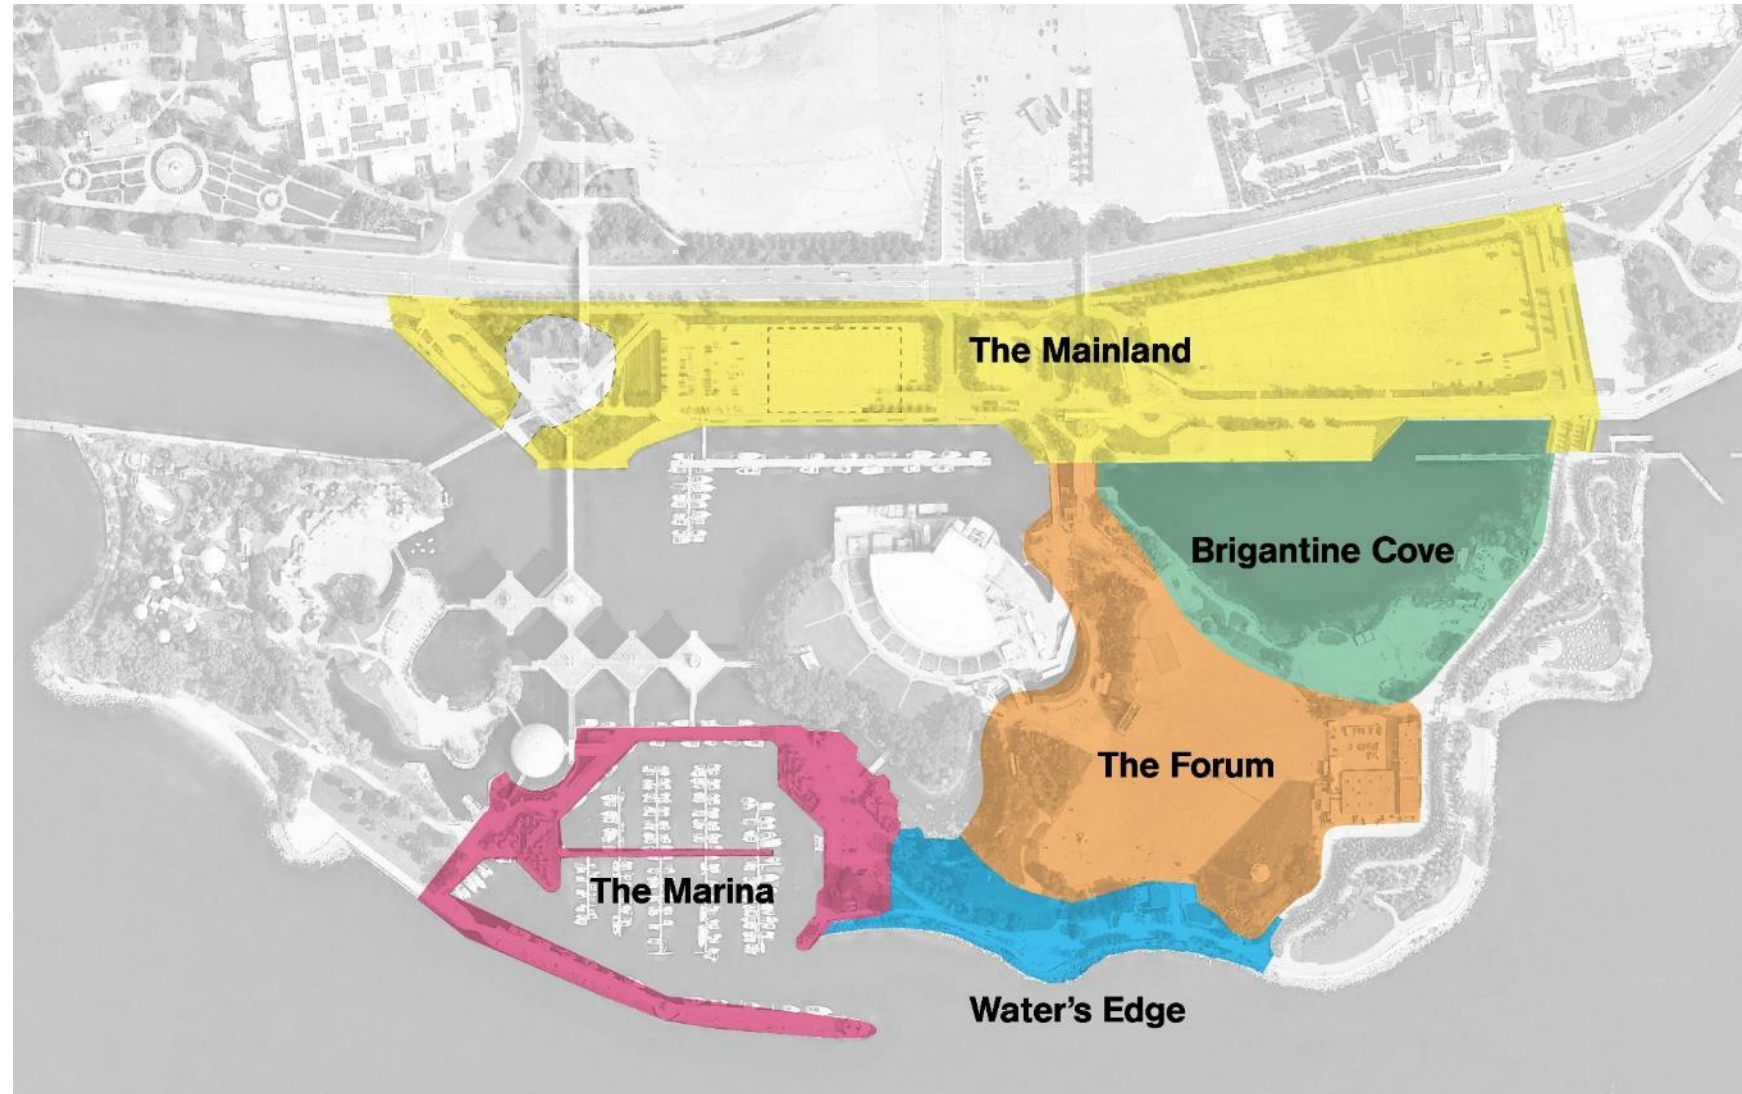 The Mainland
Brigantine Cove
The Forum
The Marina
Water's Edge